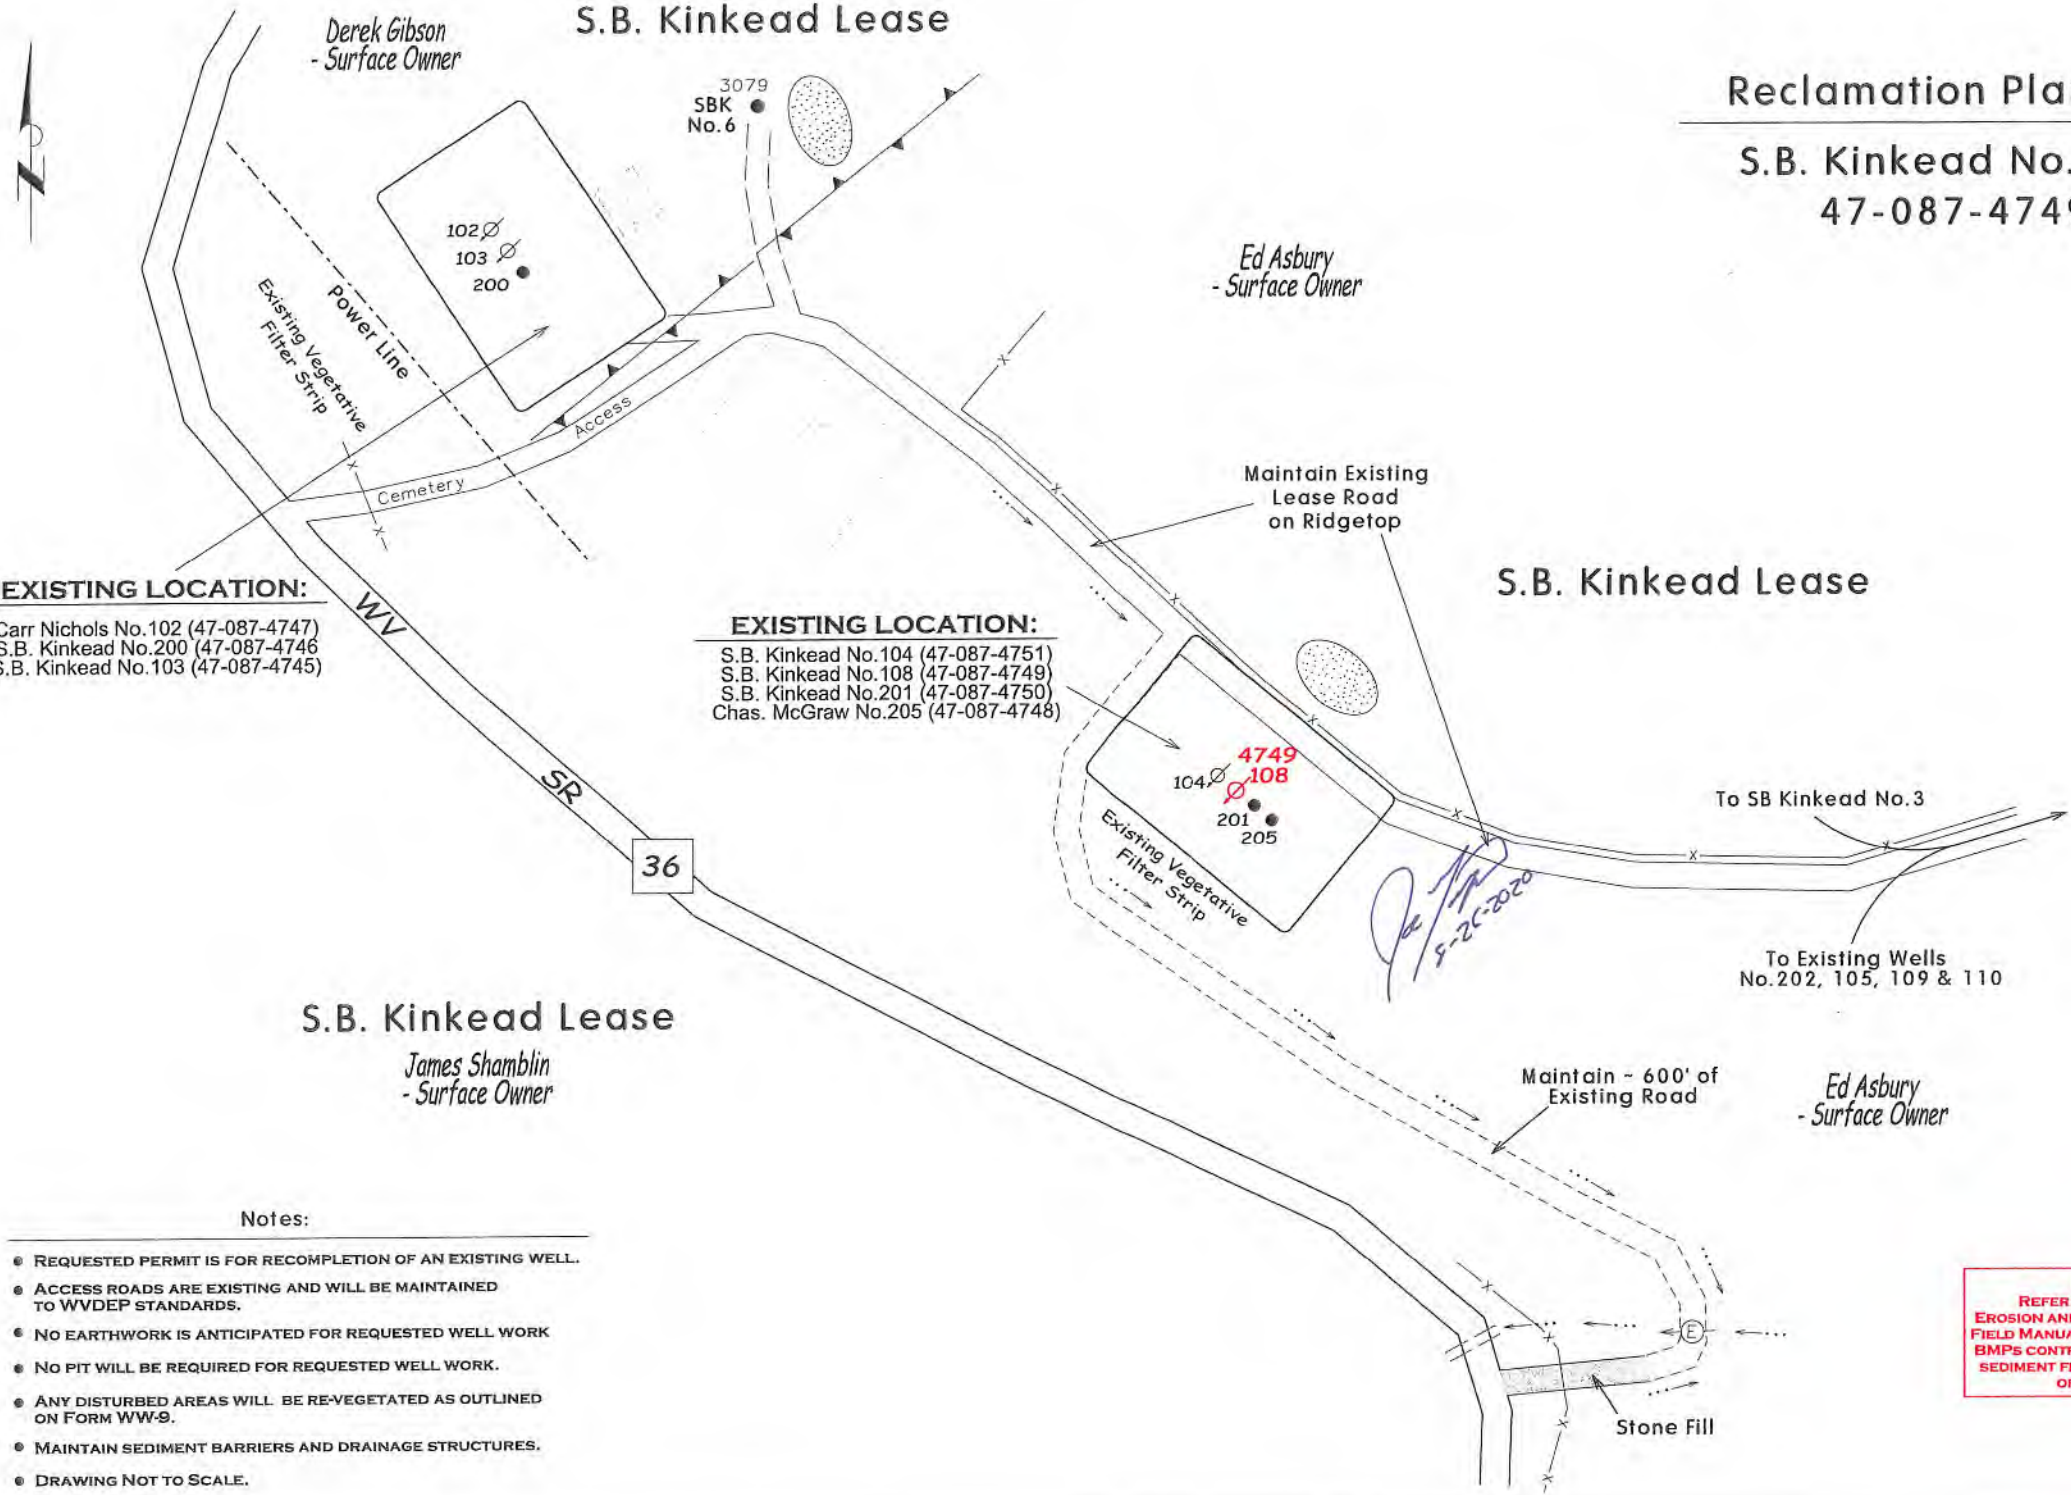 S.B. Kinkead Lease
Derek Gibson
- Surface Owner
3079
SBK
No.6
Reclamation Pla
S.B. Kinkead No.
47-087-4749
102
103
200
Ed Asbury
- Surface Owner
Existing Vegetative
Filter Strip
Power Line
Access
Cemetery
Maintain Existing
Lease Road
on Ridgetop
EXISTING LOCATION:
Carr Nichols No.102 (47-087-4747)
S.B. Kinkead No.200 (47-087-4746
S.B. Kinkead No.103 (47-087-4745)
WV
SR
36
EXISTING LOCATION:
S.B. Kinkead No.104 (47-087-4751)
S.B. Kinkead No.108 (47-087-4749)
S.B. Kinkead No.201 (47-087-4750)
Chas. McGraw No.205 (47-087-4748)
S.B. Kinkead Lease
4749
104
108
201
205
Existing Vegetative
Filter Strip
To SB Kinkead No.3
To Existing Wells
No.202, 105, 109 & 110
S.B. Kinkead Lease
James Shamblin
- Surface Owner
Maintain ~ 600' of
Existing Road
Ed Asbury
- Surface Owner
E
Stone Fill
Notes:
• REQUESTED PERMIT IS FOR RECOMPLETION OF AN EXISTING WELL.
• ACCESS ROADS ARE EXISTING AND WILL BE MAINTAINED
TO WVDEP STANDARDS.
• NO EARTHWORK IS ANTICIPATED FOR REQUESTED WELL WORK
• NO PIT WILL BE REQUIRED FOR REQUESTED WELL WORK.
• ANY DISTURBED AREAS WILL BE RE-VEGETATED AS OUTLINED
ON FORM WW-9.
• MAINTAIN SEDIMENT BARRIERS AND DRAINAGE STRUCTURES.
• DRAWING NOT TO SCALE.
REFER
EROSION AN
FIELD MANUA
BMPS CONT
SEDIMENT F